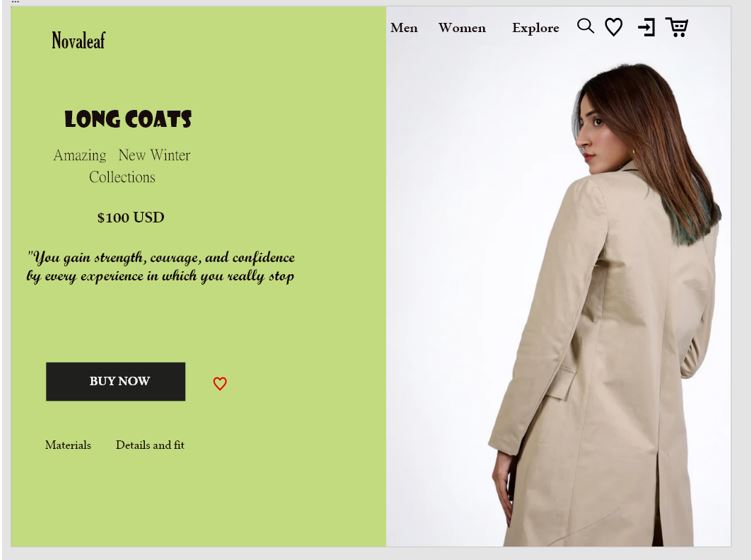 Novaleaf
Men Women Explore
LONG COATS
Amazing New Winter
Collections
$100 USD
"You gain strength, courage, and confidence
by every experience in which you really stop
BUY NOW
Materials Details and fit